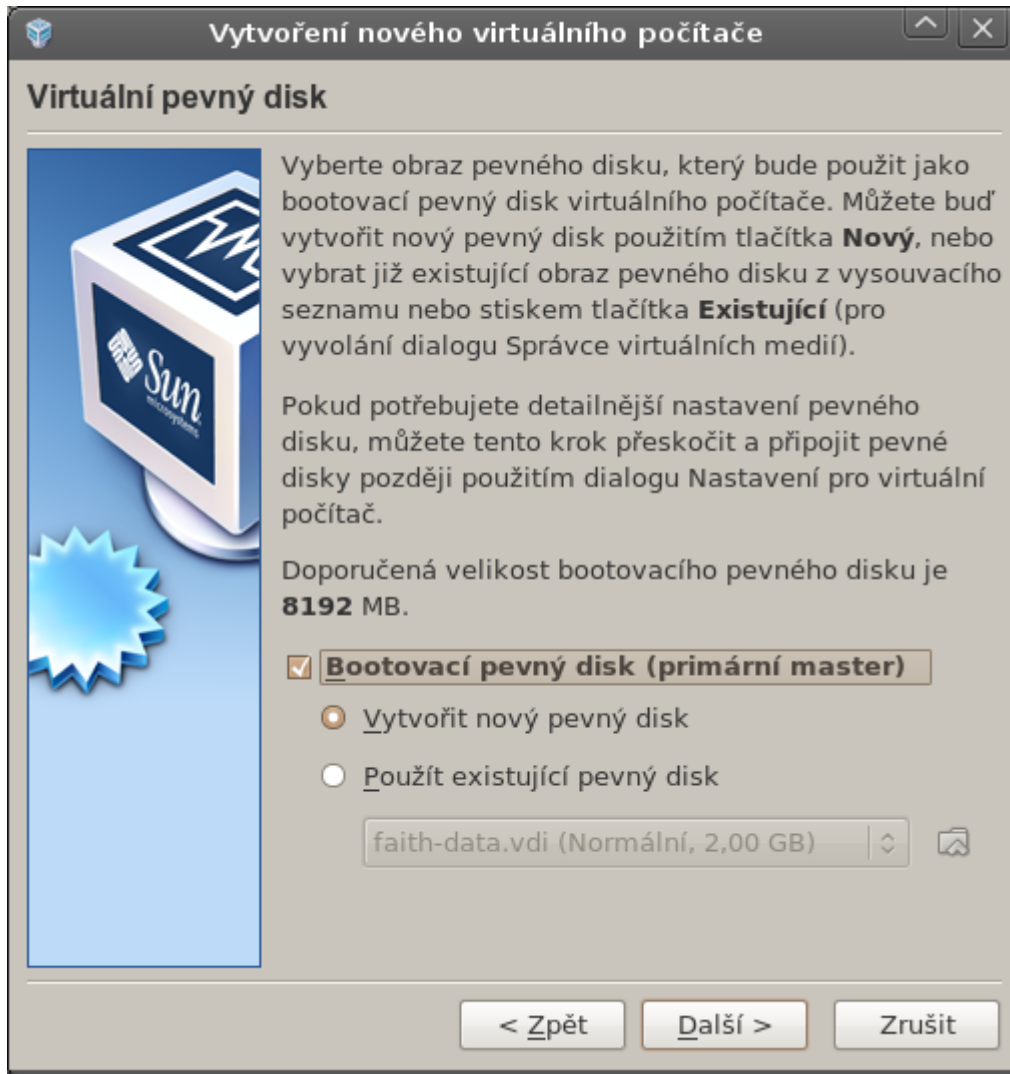 Vytvoření nového virtuálního počítače
Virtuální pevný disk
Vyberte obraz pevného disku, který bude použit jako
bootovací pevný disk virtuálního počítače. Můžete buď
vytvořit nový pevný disk použitím tlačítka Nový, nebo
vybrat již existující obraz pevného disku z vysouvacího
seznamu nebo stiskem tlačítka Existující (pro
vyvolání dialogu Správce virtuálních medií).
Pokud potřebujete detailnější nastavení pevného
disku, můžete tento krok přeskočit a připojit pevné
disky později použitím dialogu Nastavení pro virtuální
počítač.
Doporučená velikost bootovacího pevného disku je
8192 MB.
Bootovací pevný disk (primární master)
Vytvořit nový pevný disk
Použít existující pevný disk
faith-data.vdi (Normální, 2,00 GB)
Sun
microsystems
< Zpět
Další >
Zrušit